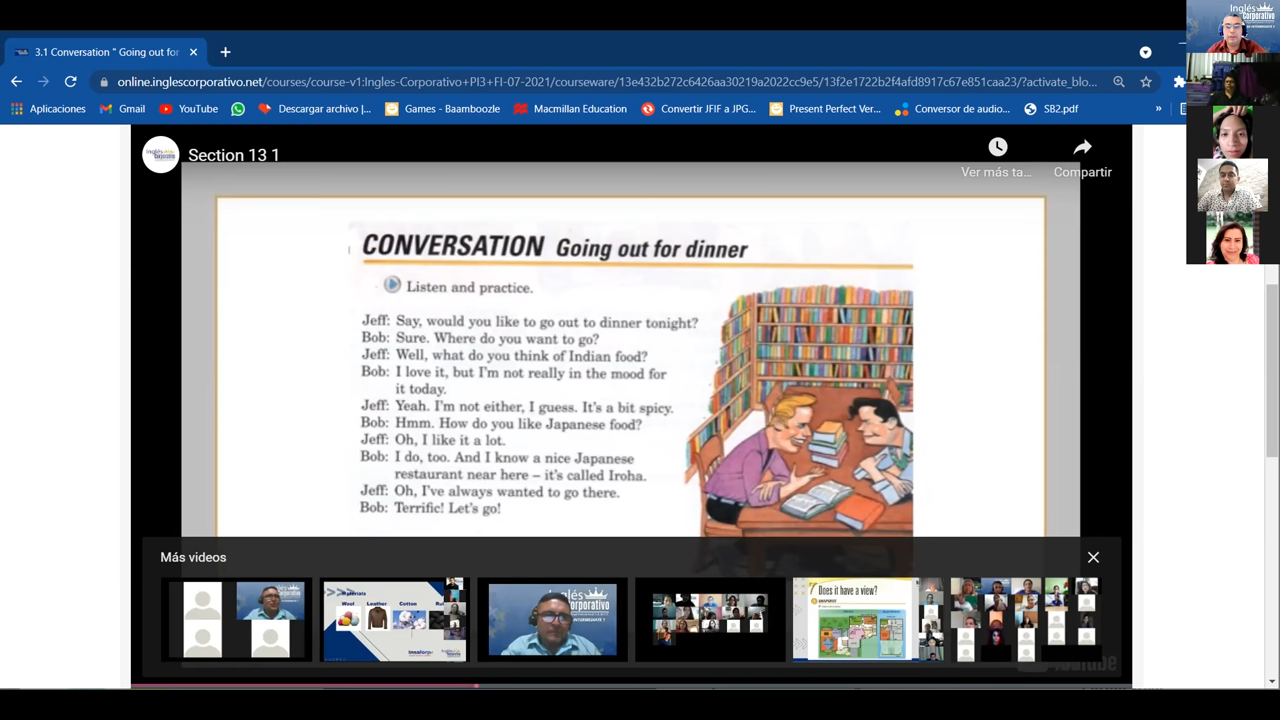 3.1 Conversation " Going out for
online.inglescorporativo.net/courses/course-v1:Ingles-Corporativo+PI3+FI-07-2021/courseware/13e432b272c6426aa30219a2022cc9e5/13f2e1722b2f4afd8917c67e851caa23/?activate_blo...
Aplicaciones Gmail YouTube Descargar archivo |... Games - Baamboozle Macmillan Education Convertir JFIF a JPG... Present Perfect Ver... Conversor de audio... SB2.pdf »
Inglés
Corporativo
Section 13 1
Ver más ta...
Compartir
CONVERSATION Going out for dinner
Listen and practice.
Jeff: Say, would you like to go out to dinner tonight?
Bob: Sure. Where do you want to go?
Jeff: Well, what do you think of Indian food?
Bob: I love it, but I'm not really in the mood for
it today.
Jeff: Yeah. I'm not either, I guess. It's a bit spicy.
Bob: Hmm. How do you like Japanese food?
Jeff: Oh, I like it a lot.
Bob: I do, too. And I know a nice Japanese
restaurant near here – it's called Iroha.
Jeff: Oh, I've always wanted to go there.
Bob: Terrific! Let's go!
Más videos
Materials
Wool Leather Cotton
Does it have a view?